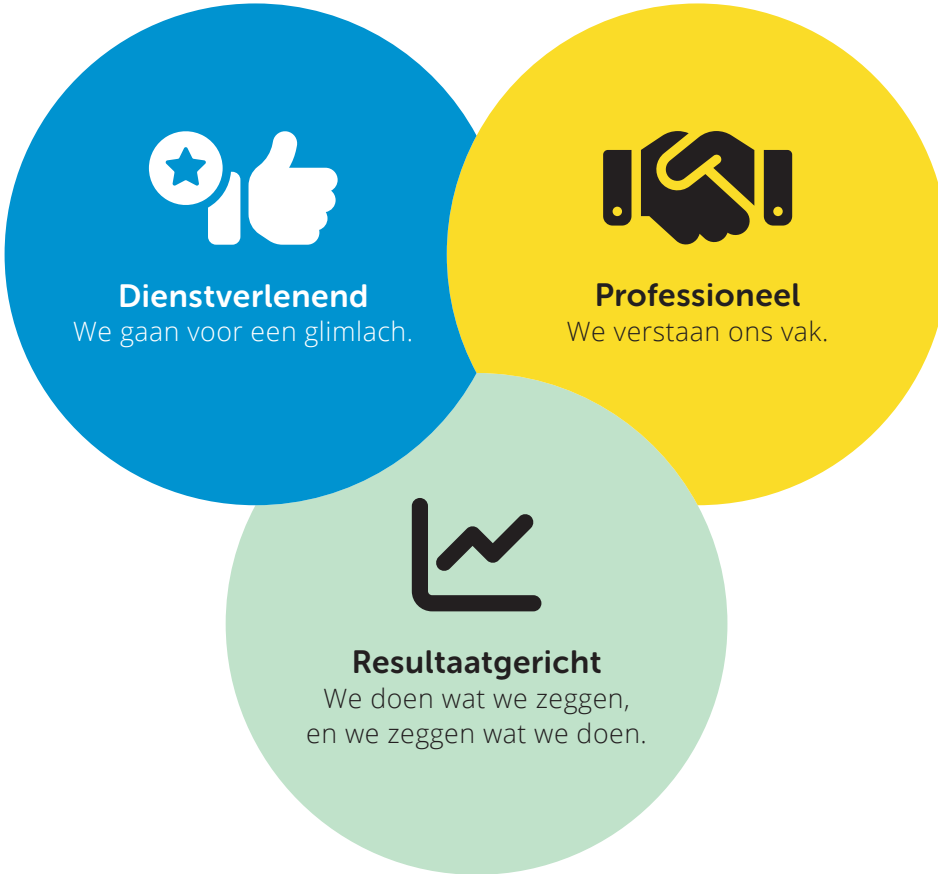 Dienstverlenend
We gaan voor een glimlach.
Professioneel
We verstaan ons vak.
Resultaatgericht
We doen wat we zeggen,
en we zeggen wat we doen.